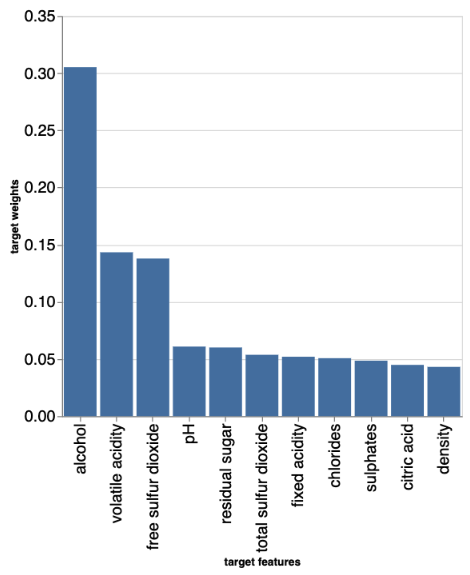 target weights
0.35
0.30
0.25
0.20
0.15
0.10
0.05
0.00
alcohol
volatile acidity
free sulfur dioxide
pH
residual sugar
total sulfur dioxide
fixed acidity
chlorides
sulphates
citric acid
density
target features